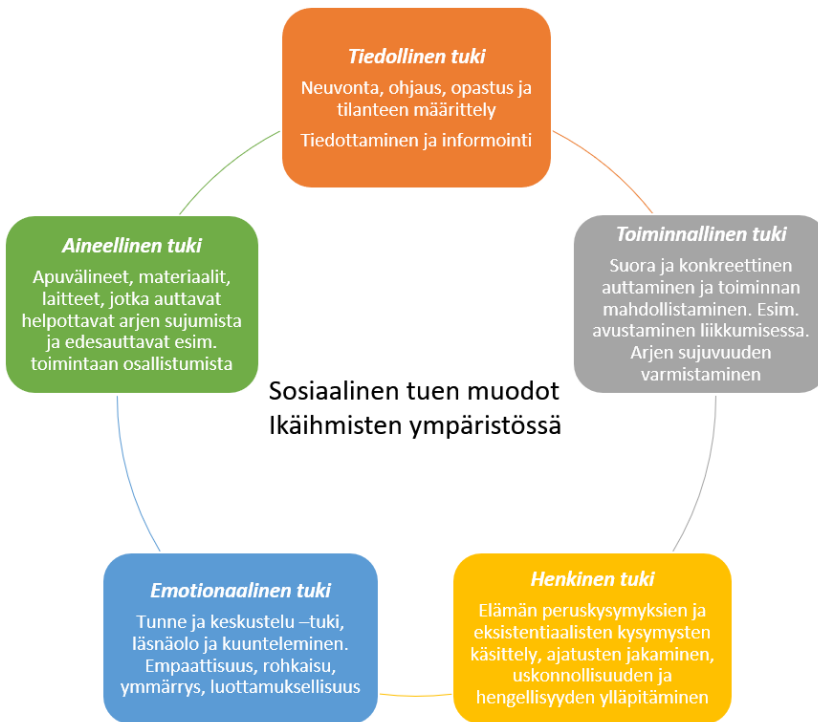 Tiedollinen tuki
Neuvonta, ohjaus, opastus ja
tilanteen määrittely
Tiedottaminen ja informointi
Toiminnallinen tuki
Suora ja konkreettinen
auttaminen ja toiminnan
mahdollistaminen. Esim.
avustaminen liikkumisessa.
Arjen sujuvuuden
varmistaminen
Henkinen tuki
Elämän peruskysymyksien ja
eksistentiaalisten kysymysten
käsittely, ajatusten jakaminen,
uskonnollisuuden ja
hengellisyyden ylläpitäminen
Emotionaalinen tuki
Tunne ja keskustelu –tuki,
läsnäolo ja kuunteleminen.
Empaattisuus, rohkaisu,
ymmärrys, luottamuksellisuus
Aineellinen tuki
Apuvälineet, materiaalit,
laitteet, jotka auttavat
helpottavat arjen sujumista
ja edesauttavat esim.
toimintaan osallistumista
Sosiaalinen tuen muodot
Ikäihmisten ympäristössä